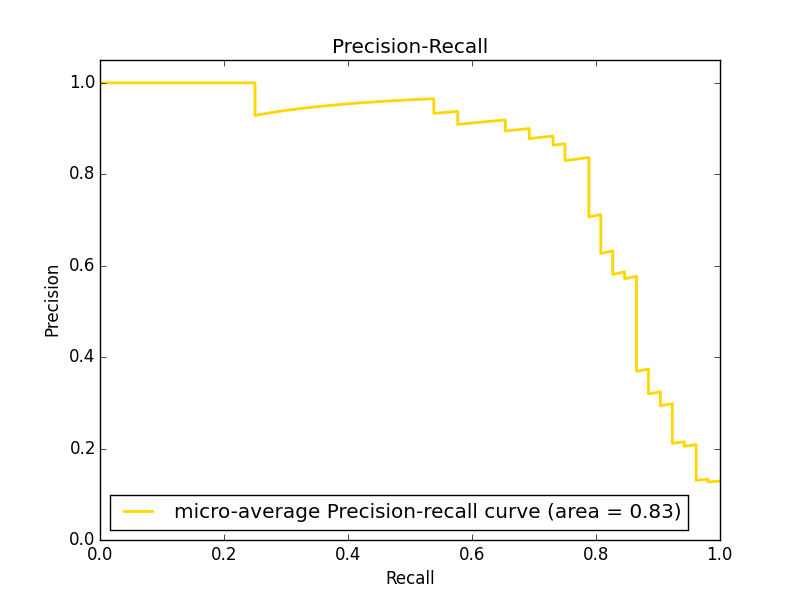 Precision-Recall
1.0
0.8
0.6
0.4
0.2
0.0
Precision
micro-average Precision-recall curve (area = 0.83)
0.0 0.2 0.4 0.6 0.8 1.0
Recall